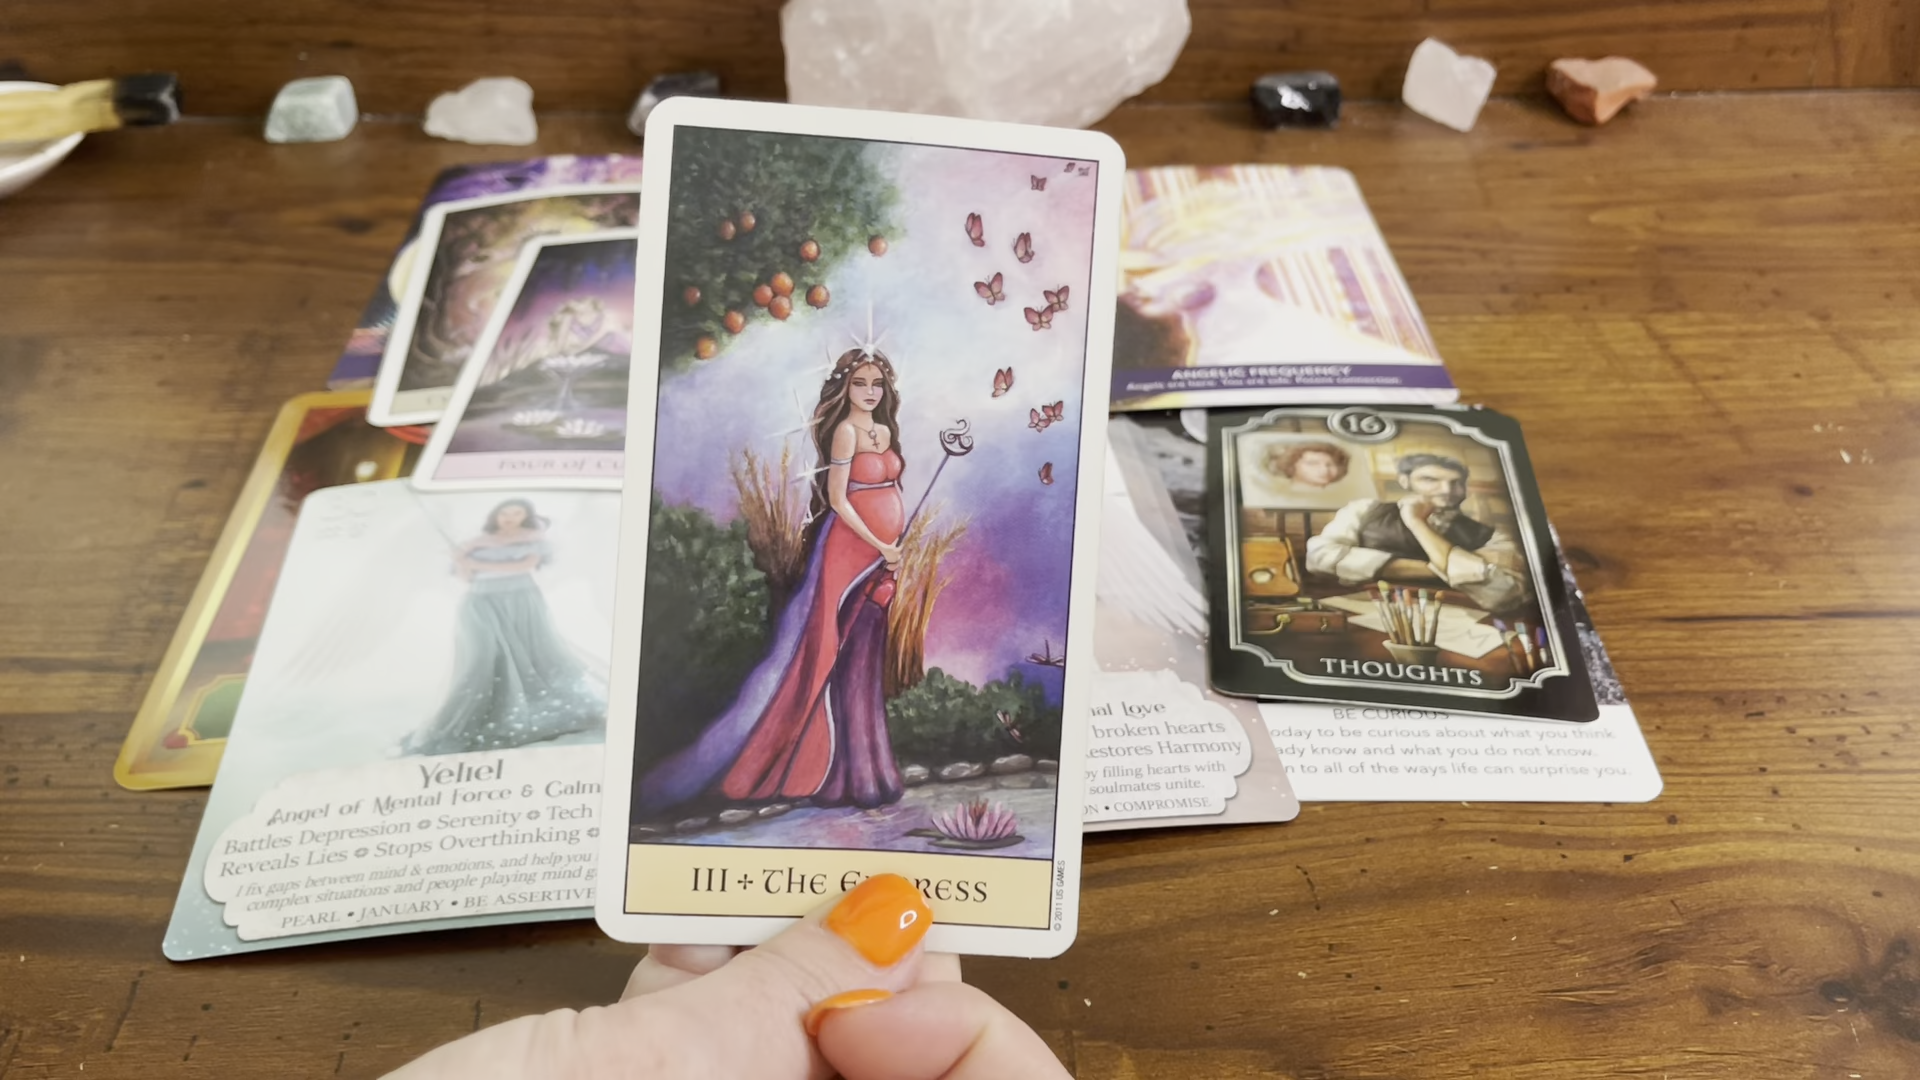 ANGELIC FREQUENCY
Angels are here. You are safe. Potent connection.
16
THOUGHTS
FOUR OF CU
Yeliel
Angel of Mental Force & Calm
Battles Depression Serenity Tech
Reveals Lies Stops Overthinking
I fix gaps between mind & emotions, and help you
complex situations and people playing mind g
PEARL • JANUARY • BE ASSERTIVE
III + THE E RESS
© 2011 US GAMES
nal Love
broken hearts
estores Harmony
by filling hearts with
soulmates unite.
ON • COMPROMISE
BE CURIOUS
oday to be curious about what you think
ady know and what you do not know.
n to all of the ways life can surprise you.